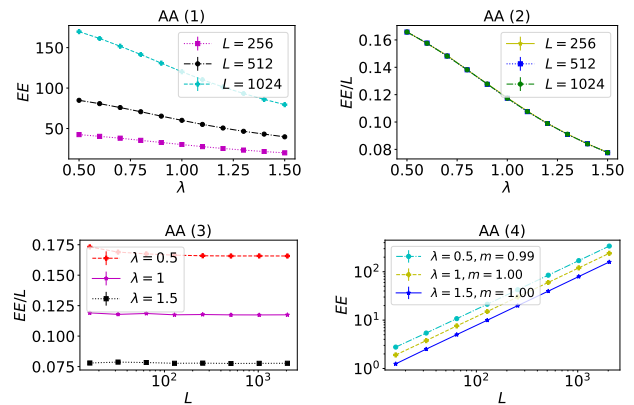 AA (1)
EE
150
100
50
L = 256
L = 512
L = 1024
0.50 0.75 1.00 1.25 1.50
λ
AA (2)
EE/L
0.16
0.14
0.12
0.10
0.08
L = 256
L = 512
L = 1024
0.50 0.75 1.00 1.25 1.50
λ
AA (3)
EE/L
0.175
0.150
0.125
0.100
0.075
λ = 0.5
λ = 1
λ = 1.5
10² 10³
L
AA (4)
EE
10²
10¹
10⁰
λ = 0.5, m = 0.99
λ = 1, m = 1.00
λ = 1.5, m = 1.00
10² 10³
L